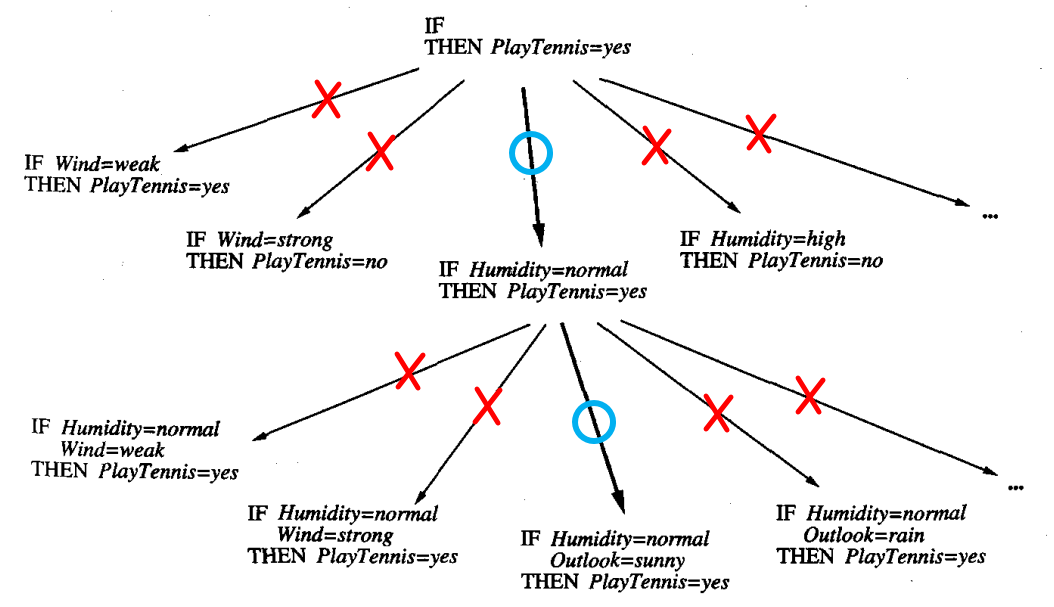 IF
THEN PlayTennis=yes
IF Wind=weak
THEN PlayTennis=yes
IF Wind=strong
THEN PlayTennis=no
IF Humidity=normal
THEN PlayTennis=yes
IF Humidity=high
THEN PlayTennis=no
...
IF Humidity=normal
Wind=weak
THEN PlayTennis=yes
IF Humidity=normal
Wind=strong
THEN PlayTennis=yes
IF Humidity=normal
Outlook=sunny
THEN PlayTennis=yes
IF Humidity=normal
Outlook=rain
THEN PlayTennis=yes
...